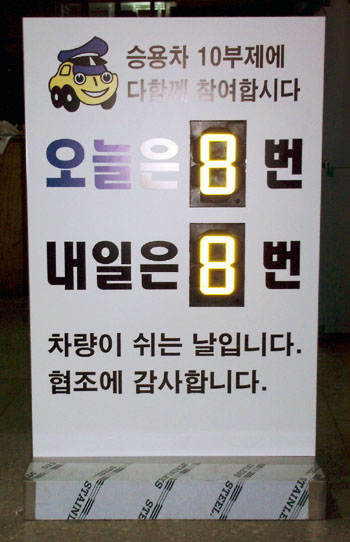 승용차 10부제에
다함께 참여합시다
오늘은 8 번
내일은 8 번
차량이 쉬는 날입니다.
협조에 감사합니다.
STAINLESS STEEL